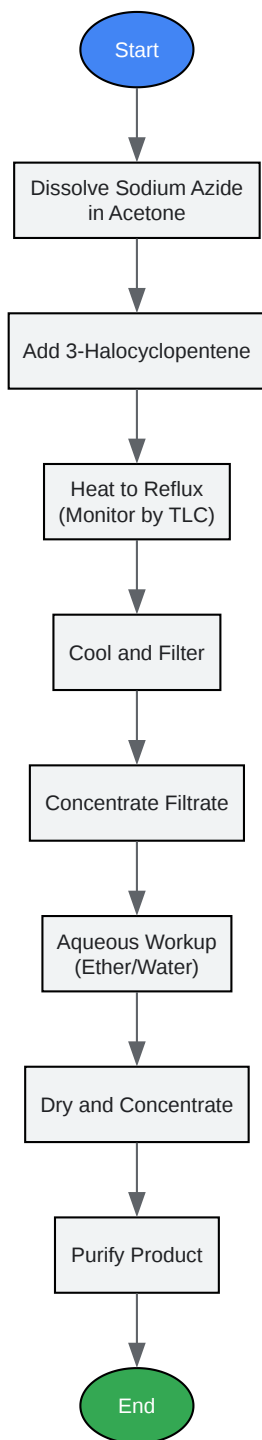 Start
Dissolve Sodium Azide
in Acetone
Add 3-Halocyclopentene
Heat to Reflux
(Monitor by TLC)
Cool and Filter
Concentrate Filtrate
Aqueous Workup
(Ether/Water)
Dry and Concentrate
Purify Product
End